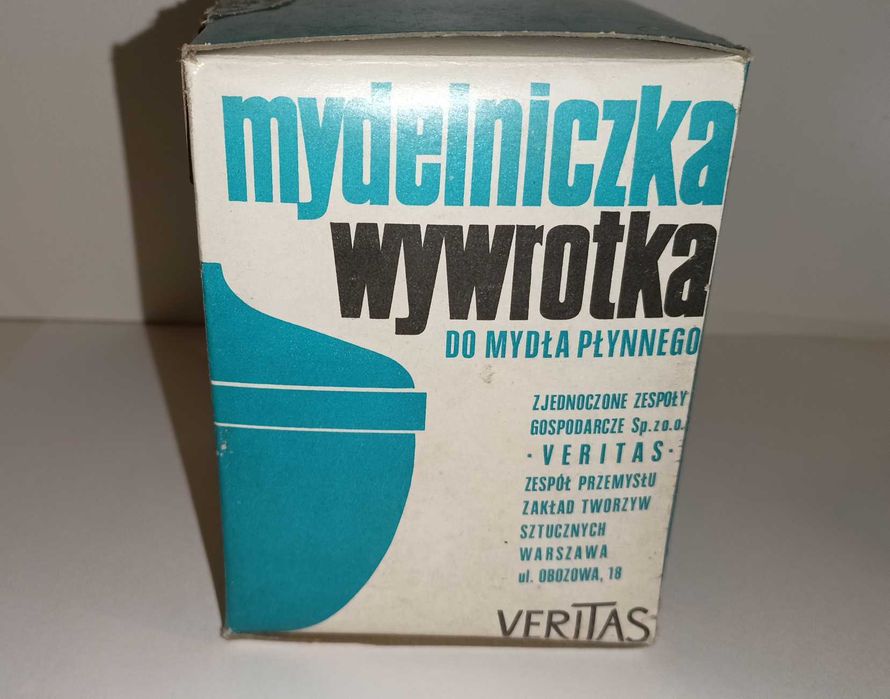 mydelniczka
wywrotka
DO MYDŁA PŁYNNEGO
ZJEDNOCZONE ZESPOŁY
GOSPODARCZE Sp. z o.o.
· VERITAS ·
ZESPÓŁ PRZEMYSŁU
ZAKŁAD TWORZYW
SZTUCZNYCH
WARSZAWA
ul. OBOZOWA, 18
VERITAS